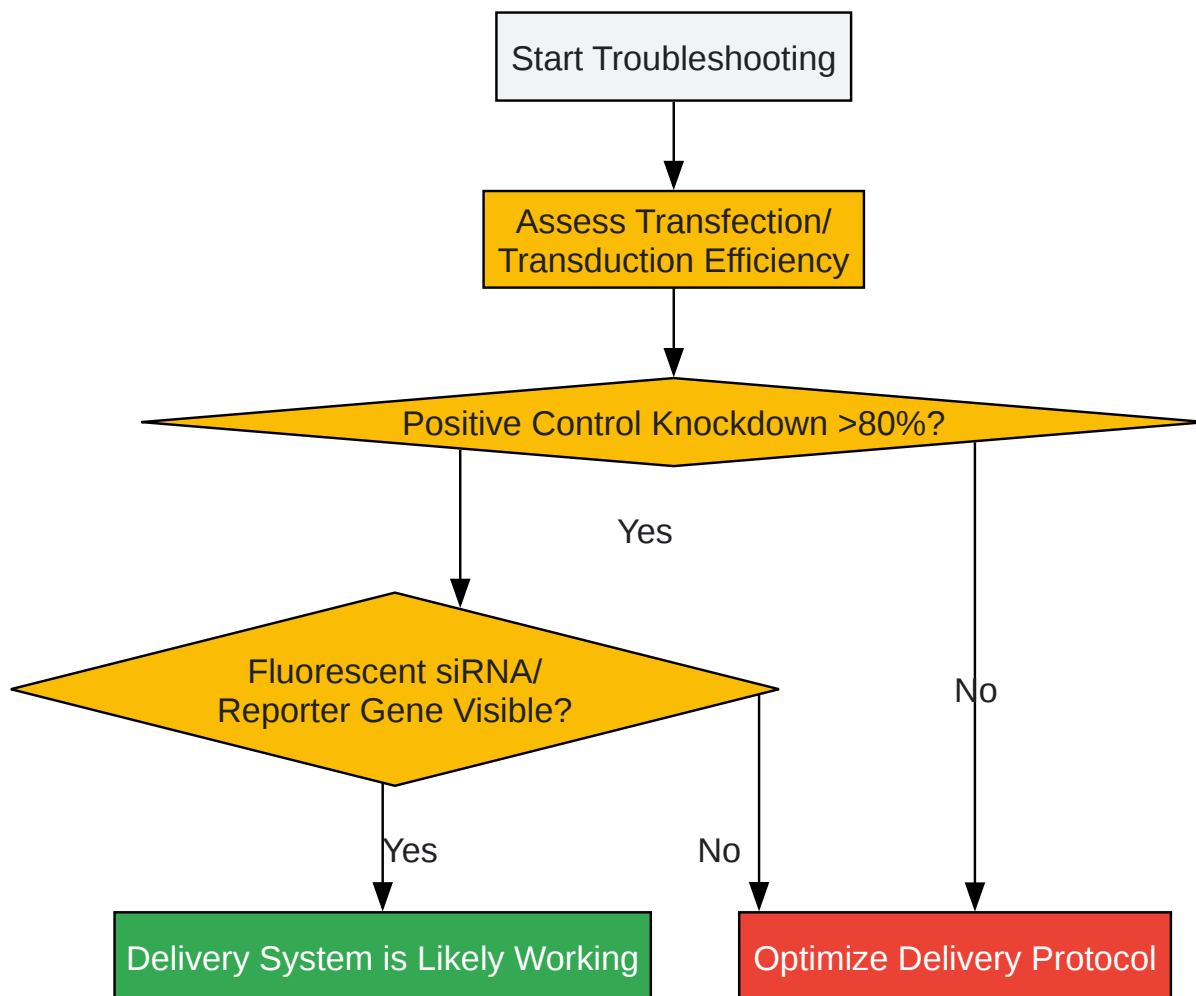 Start Troubleshooting
Assess Transfection/
Transduction Efficiency
Positive Control Knockdown >80%?
Yes
Fluorescent siRNA/
Reporter Gene Visible?
No
Yes
No
Delivery System is Likely Working
Optimize Delivery Protocol